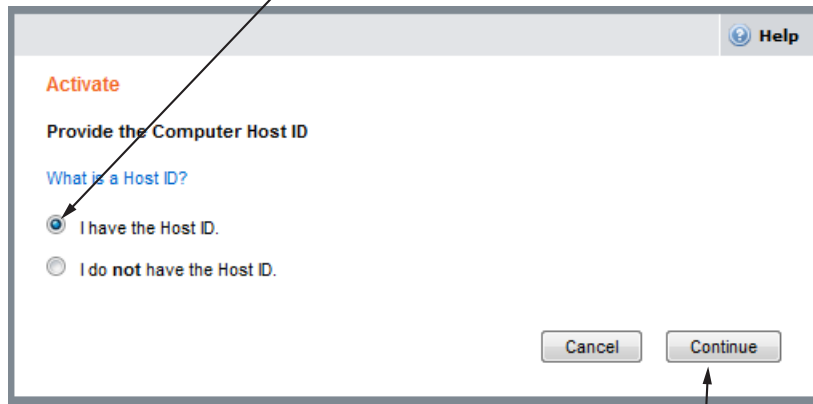 Help
Activate
Provide the Computer Host ID
What is a Host ID?
I have the Host ID.
I do not have the Host ID.
Cancel Continue